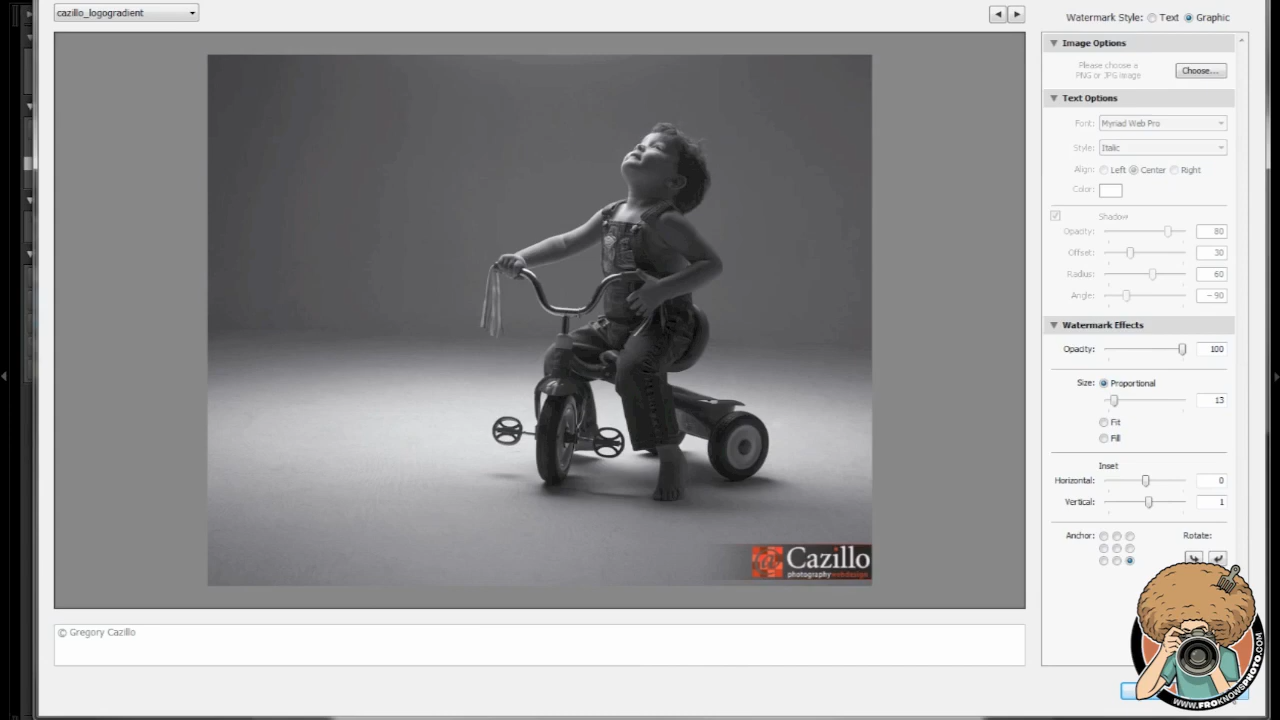 cazillo_logogradient
Watermark Style: Text Graphic
Image Options
Please choose a
PNG or JPG image
Choose...
Text Options
Font: Myriad Web Pro
Style: Italic
Align: Left Center Right
Color:
Shadow
Opacity: 80
Offset: 30
Radius: 60
Angle: - 90
Watermark Effects
Opacity: 100
Size: Proportional
13
Fit
Fill
Inset
Horizontal: 0
Vertical: 1
Anchor: Rotate:
Cazillo
photographywebdesign
© Gregory Cazillo
WWW.FROKNOWSPHOTO.COM